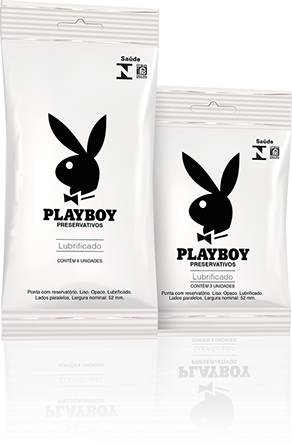 Saúde
N
PLAYBOY
PRESERVATIVOS
Lubrificado
CONTÉM 8 UNIDADES
Ponta com reservatório. Liso. Opaco. Lubrificado.
Lados paralelos. Largura nominal: 52 mm.
Saúde
N
PLAYBOY
PRESERVATIVOS
Lubrificado
CONTÉM 3 UNIDADES
Ponta com reservatório. Liso. Opaco. Lubrificado.
Lados paralelos. Largura nominal: 52 mm.